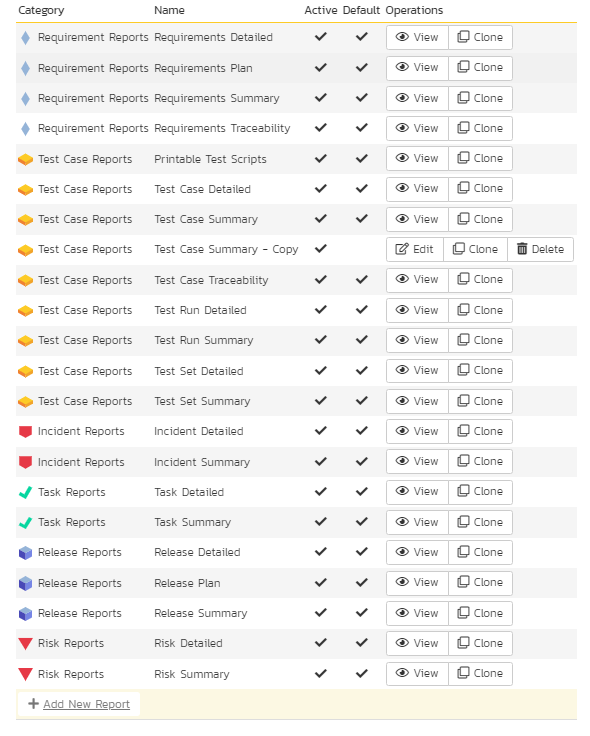 Category Name Active Default Operations
Requirement Reports Requirements Detailed View Clone
Requirement Reports Requirements Plan View Clone
Requirement Reports Requirements Summary View Clone
Requirement Reports Requirements Traceability View Clone
Test Case Reports Printable Test Scripts View Clone
Test Case Reports Test Case Detailed View Clone
Test Case Reports Test Case Summary View Clone
Test Case Reports Test Case Summary - Copy Edit Clone Delete
Test Case Reports Test Case Traceability View Clone
Test Case Reports Test Run Detailed View Clone
Test Case Reports Test Run Summary View Clone
Test Case Reports Test Set Detailed View Clone
Test Case Reports Test Set Summary View Clone
Incident Reports Incident Detailed View Clone
Incident Reports Incident Summary View Clone
Task Reports Task Detailed View Clone
Task Reports Task Summary View Clone
Release Reports Release Detailed View Clone
Release Reports Release Plan View Clone
Release Reports Release Summary View Clone
Risk Reports Risk Detailed View Clone
Risk Reports Risk Summary View Clone
Add New Report